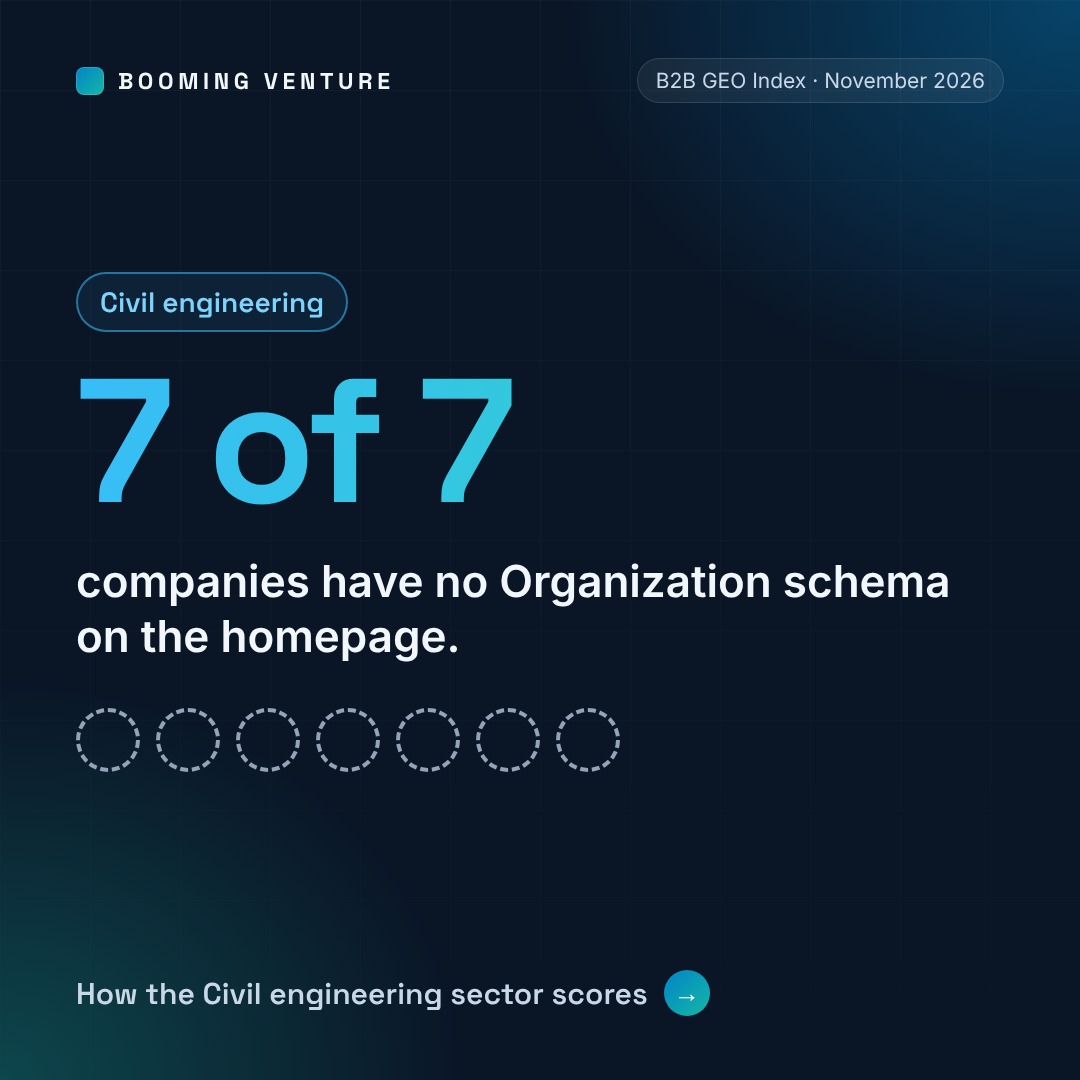 BOOMING VENTURE
B2B GEO Index · November 2026
Civil engineering
7 of 7
companies have no Organization schema
on the homepage.
How the Civil engineering sector scores →